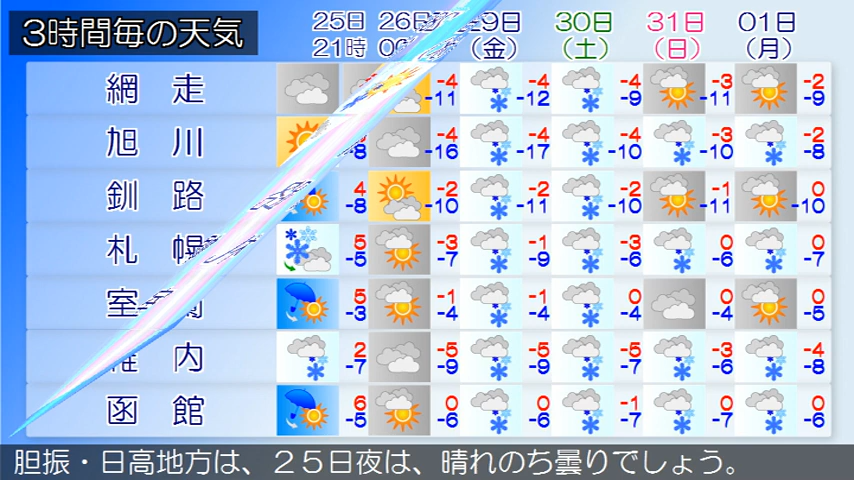 3時間毎の天気
25日 26日 29日 30日 31日 01日
21時 (金) (土) (日) (月)
網走 -4 -11 -4 -12 -4 -9 -3 -11 -2 -9
旭川 -8 -4 -16 -4 -17 -4 -10 -3 -10 -2 -8
釧路 4 -8 -2 -10 -2 -11 -2 -10 -1 -11 0 -10
札幌 5 -5 -3 -7 -1 -9 -3 -6 0 -6 0 -7
室蘭 5 -3 -1 -4 -1 -4 0 -4 0 -4 0 -5
稚内 2 -7 -5 -9 -5 -9 -5 -7 -3 -6 -4 -8
函館 6 -5 0 -6 0 -6 -1 -7 0 -7 0 -6
胆振・日高地方は、25日夜は、晴れのち曇りでしょう。